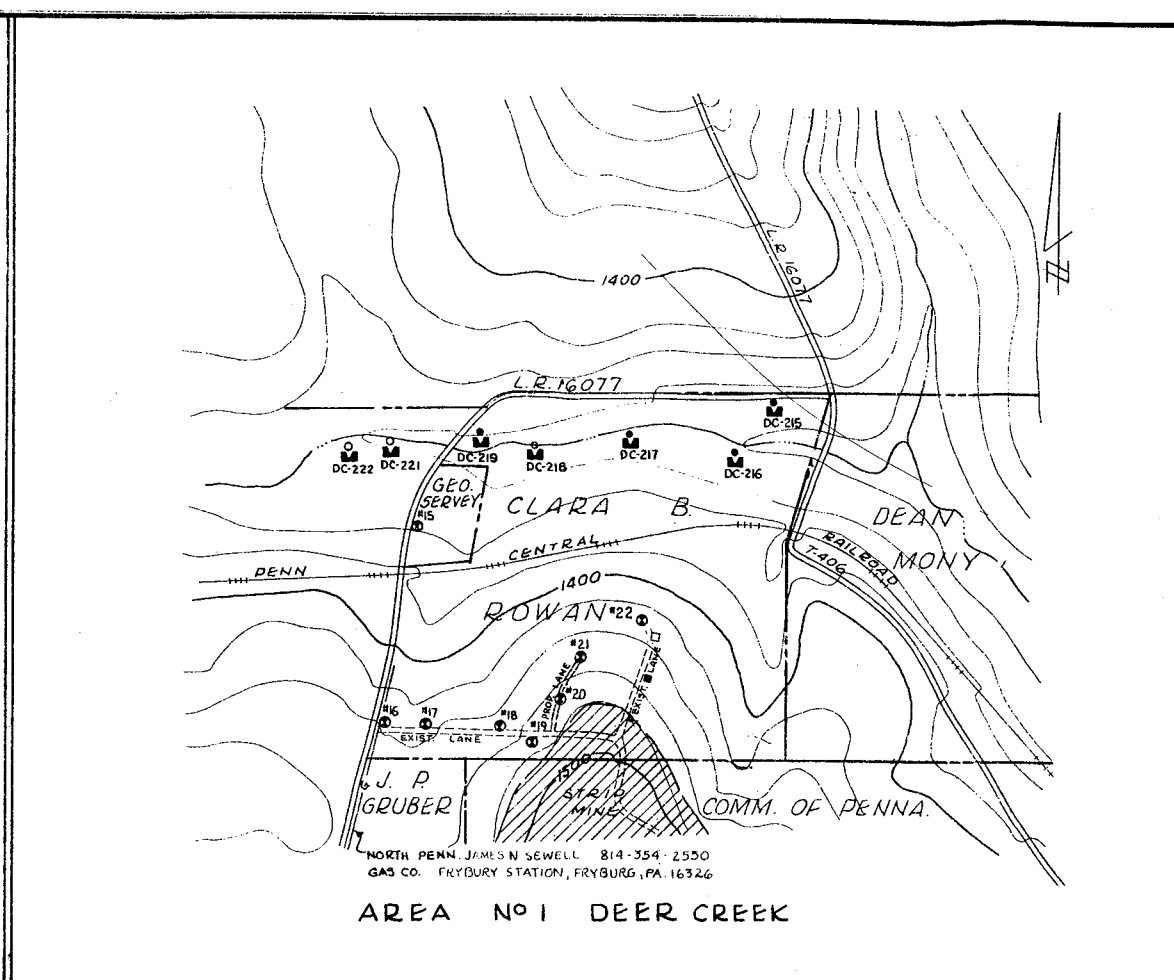 N
L.R. 16077
1400
L.R. 16077
DC-215
DC-222
DC-221
DC-219
DC-218
DC-217
DC-216
GEO.
SERVEY
#15
CLARA B.
DEAN
MONY
PENN CENTRAL RAILROAD
T-406
1400
ROWAN
#22
#21
#20
PROP. LANE
EXIST. LANE
#16
#17
#18
#19
EXIST. LANE
1500
STRIP
MINE
J. P.
GRUBER
COMM. OF PENNA.
NORTH PENN. JAMES N SEWELL 814-354-2550
GAS CO. FRYBURY STATION, FRYBURG, PA. 16326
AREA Nº 1 DEER CREEK